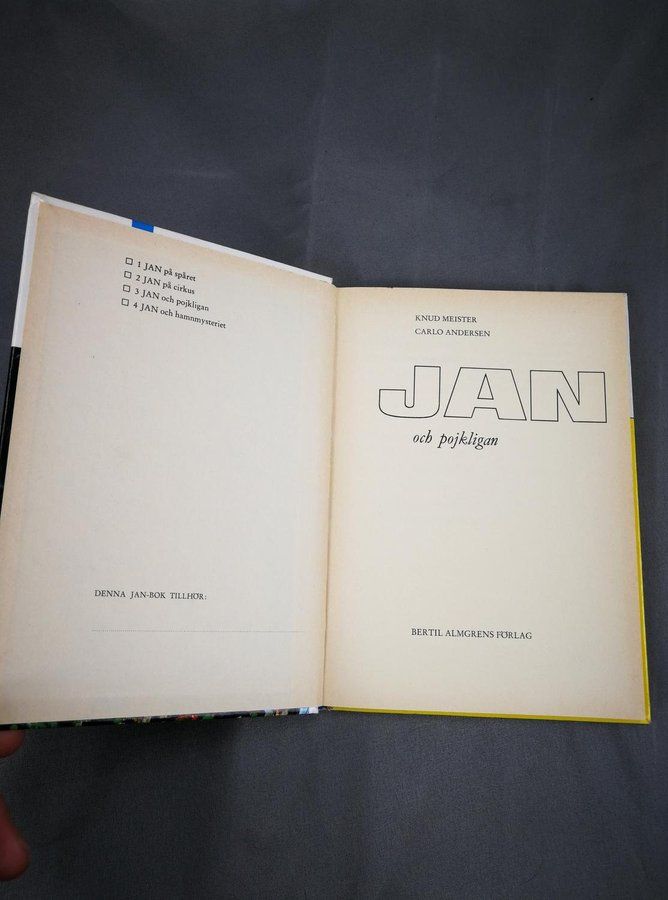 ☐ 1 JAN på spåret
☐ 2 JAN på cirkus
☐ 3 JAN och pojkligan
☐ 4 JAN och hamnmysteriet
DENNA JAN-BOK TILLHÖR:
KNUD MEISTER
CARLO ANDERSEN
JAN
och pojkligan
BERTIL ALMGRENS FÖRLAG